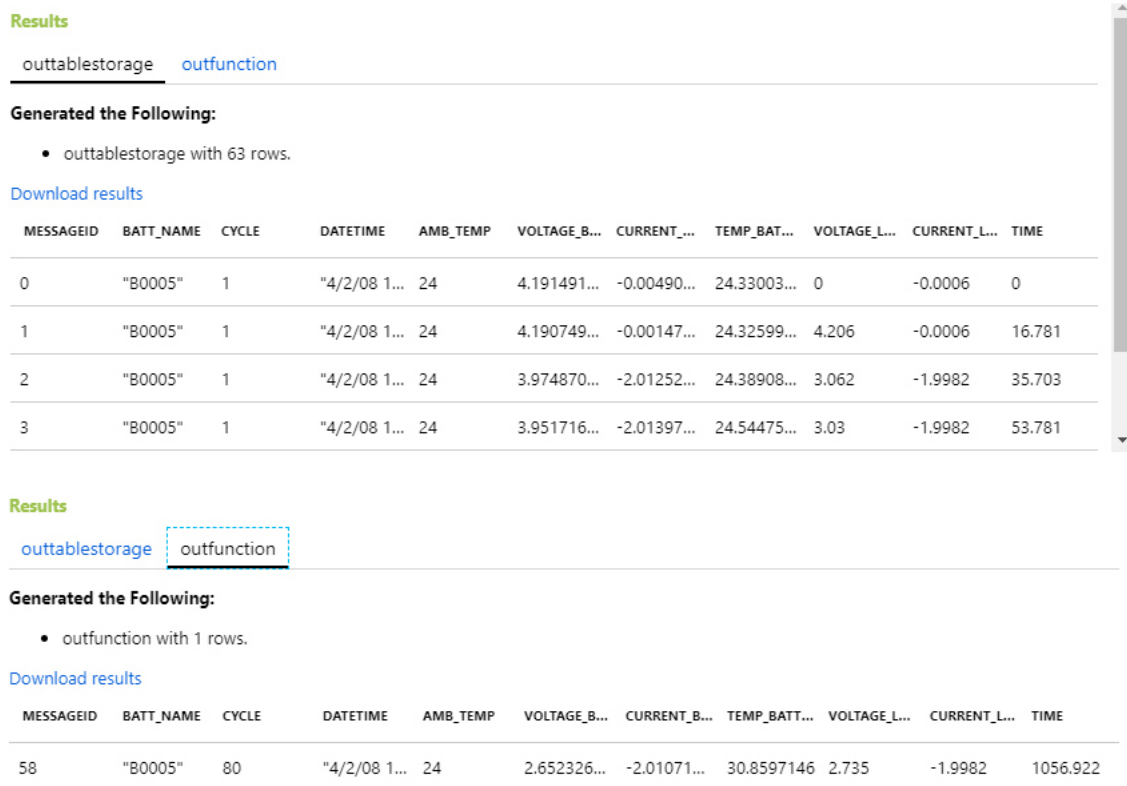 Results
outtablestorage outfunction
Generated the Following:
• outtablestorage with 63 rows.
Download results
MESSAGEID BATT_NAME CYCLE DATETIME AMB_TEMP VOLTAGE_B... CURRENT_... TEMP_BAT... VOLTAGE_L... CURRENT_L... TIME
0 "B0005" 1 "4/2/08 1... 24 4.191491... -0.00490... 24.33003... 0 -0.0006 0
1 "B0005" 1 "4/2/08 1... 24 4.190749... -0.00147... 24.32599... 4.206 -0.0006 16.781
2 "B0005" 1 "4/2/08 1... 24 3.974870... -2.01252... 24.38908... 3.062 -1.9982 35.703
3 "B0005" 1 "4/2/08 1... 24 3.951716... -2.01397... 24.54475... 3.03 -1.9982 53.781
Results
outtablestorage outfunction
Generated the Following:
• outfunction with 1 rows.
Download results
MESSAGEID BATT_NAME CYCLE DATETIME AMB_TEMP VOLTAGE_B... CURRENT_B... TEMP_BATT... VOLTAGE_L... CURRENT_L... TIME
58 "B0005" 80 "4/2/08 1... 24 2.652326... -2.01071... 30.8597146 2.735 -1.9982 1056.922